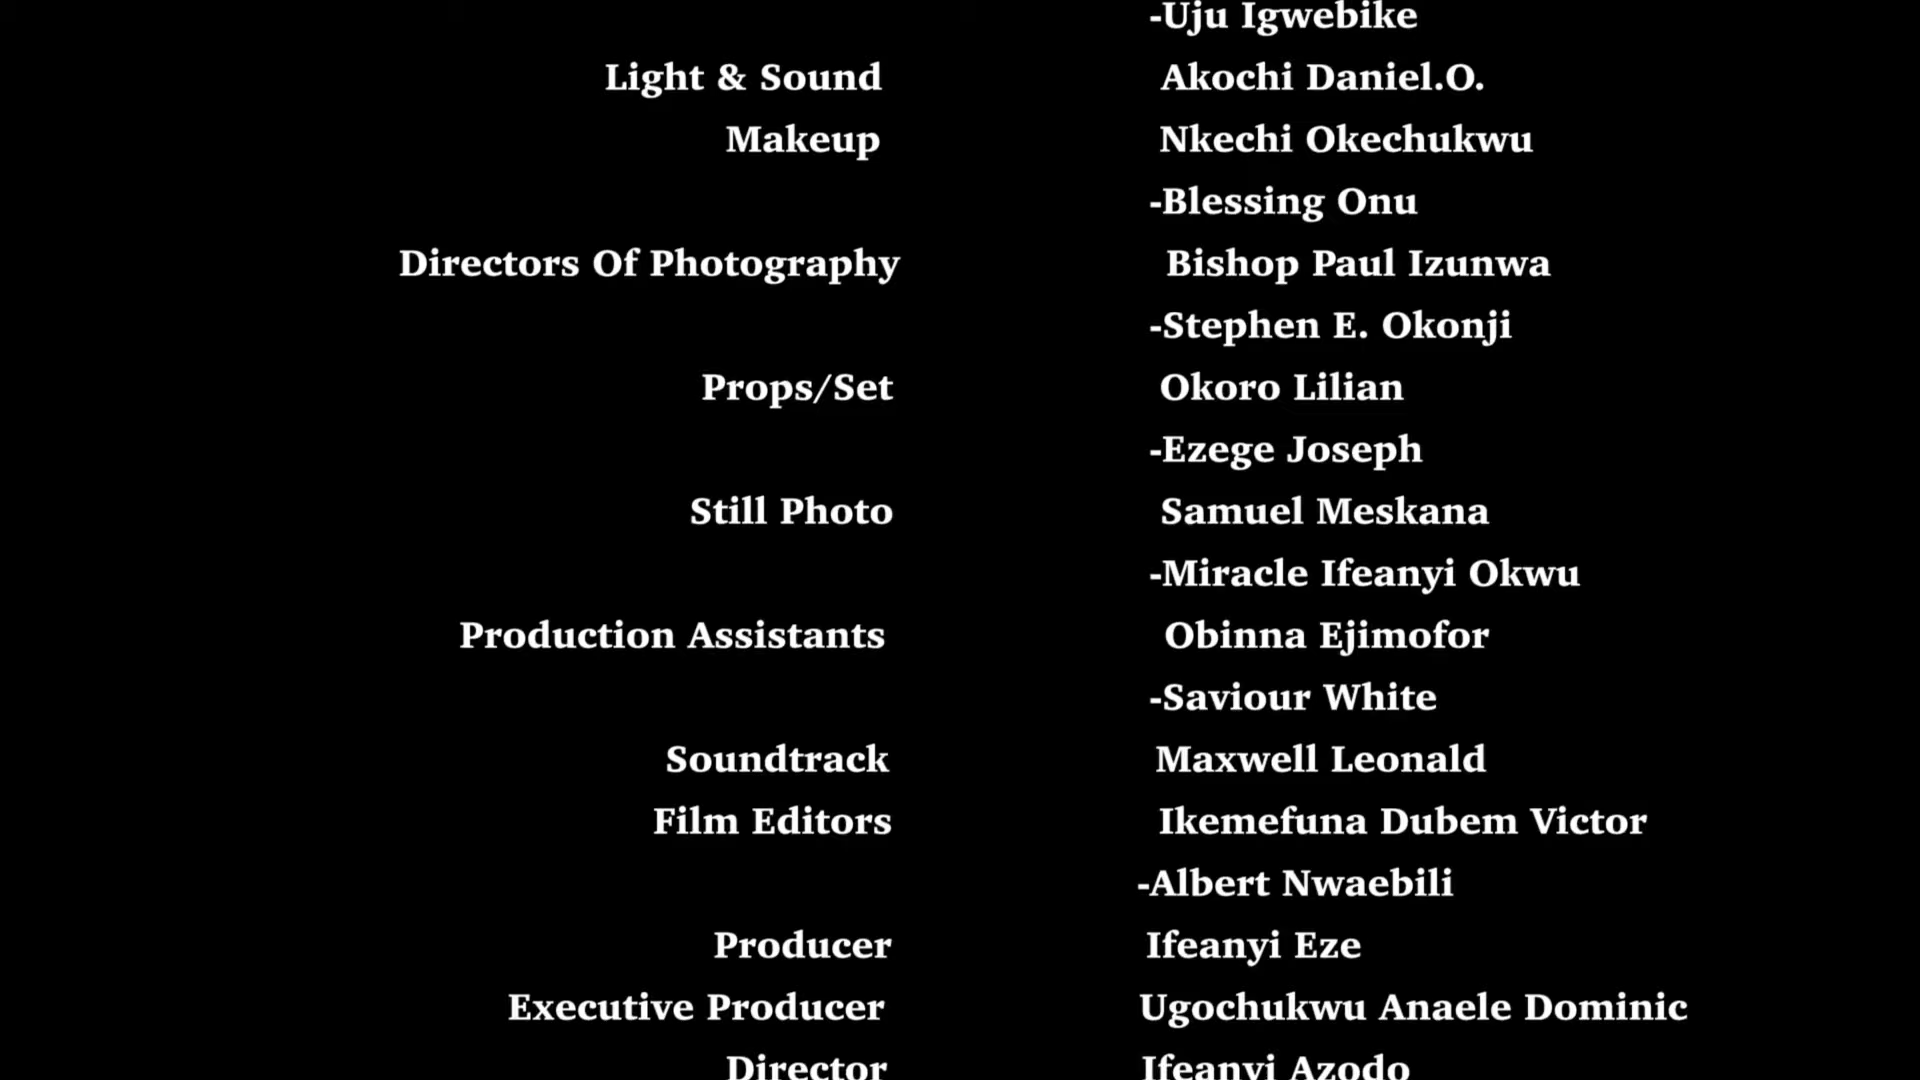 -Uju Igwebike
Light & Sound Akochi Daniel.O.
Makeup Nkechi Okechukwu
-Blessing Onu
Directors Of Photography Bishop Paul Izunwa
-Stephen E. Okonji
Props/Set Okoro Lilian
-Ezege Joseph
Still Photo Samuel Meskana
-Miracle Ifeanyi Okwu
Production Assistants Obinna Ejimofor
-Saviour White
Soundtrack Maxwell Leonald
Film Editors Ikemefuna Dubem Victor
-Albert Nwaebili
Producer Ifeanyi Eze
Executive Producer Ugochukwu Anaele Dominic
Director Ifeanyi Azodo